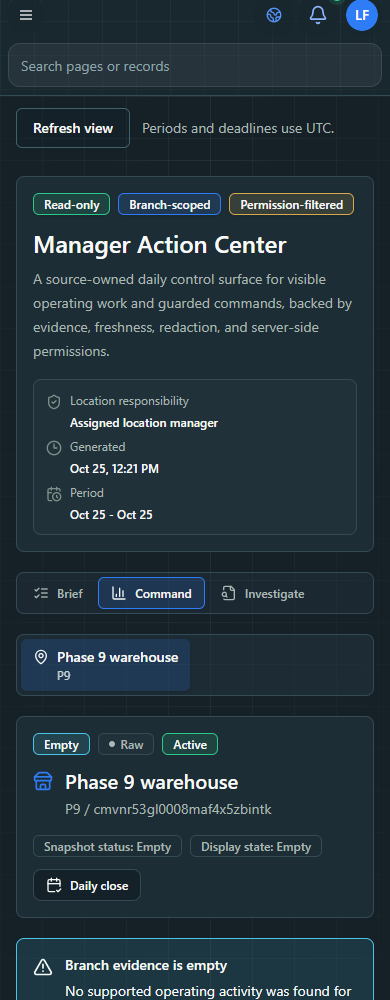 LF
Search pages or records
Refresh view
Periods and deadlines use UTC.
Read-only
Branch-scoped
Permission-filtered
Manager Action Center
A source-owned daily control surface for visible
operating work and guarded commands, backed by
evidence, freshness, redaction, and server-side
permissions.
Location responsibility
Assigned location manager
Generated
Oct 25, 12:21 PM
Period
Oct 25 - Oct 25
Brief
Command
Investigate
Phase 9 warehouse
P9
Empty
Raw
Active
Phase 9 warehouse
P9 / cmvnr53gl0008maf4x5zbintk
Snapshot status: Empty
Display state: Empty
Daily close
Branch evidence is empty
No supported operating activity was found for